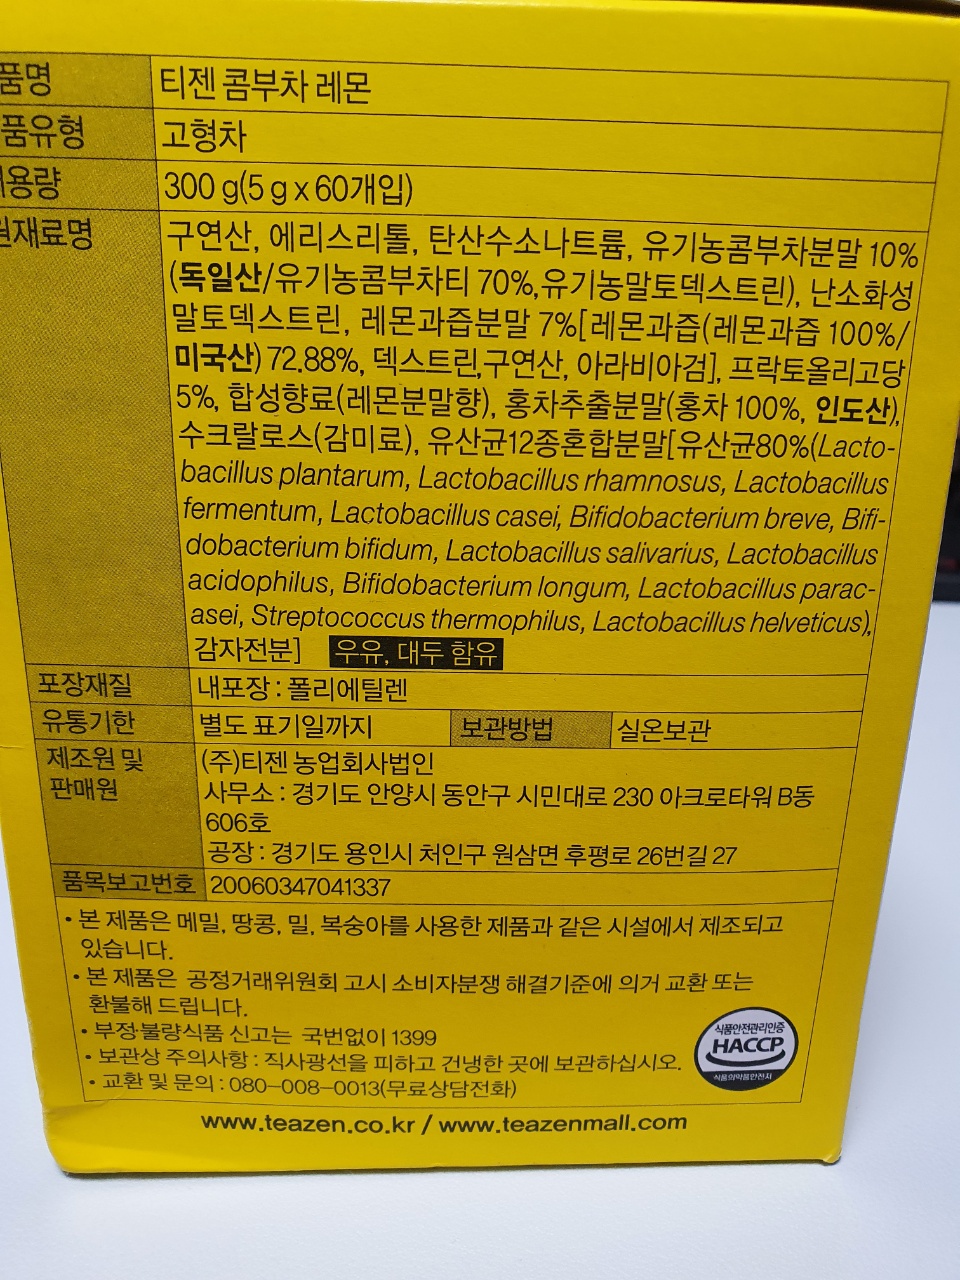 품명 티젠 콤부차 레몬
품유형 고형차
용량 300 g(5 g x 60개입)
원재료명 구연산, 에리스리톨, 탄산수소나트륨, 유기농콤부차분말 10%
(독일산/유기농콤부차티 70%,유기농말토덱스트린), 난소화성
말토덱스트린, 레몬과즙분말 7%[레몬과즙(레몬과즙 100%/
미국산) 72.88%, 덱스트린,구연산, 아라비아검], 프락토올리고당
5%, 합성향료(레몬분말향), 홍차추출분말(홍차 100%, 인도산),
수크랄로스(감미료), 유산균12종혼합분말[유산균80%(Lacto-
bacillus plantarum, Lactobacillus rhamnosus, Lactobacillus
fermentum, Lactobacillus casei, Bifidobacterium breve, Bifi-
dobacterium bifidum, Lactobacillus salivarius, Lactobacillus
acidophilus, Bifidobacterium longum, Lactobacillus parac-
asei, Streptococcus thermophilus, Lactobacillus helveticus),
감자전분] 우유, 대두 함유
포장재질 내포장 : 폴리에틸렌
유통기한 별도 표기일까지 보관방법 실온보관
제조원 및 (주)티젠 농업회사법인
판매원 사무소 : 경기도 안양시 동안구 시민대로 230 아크로타워 B동
606호
공장 : 경기도 용인시 처인구 원삼면 후평로 26번길 27
품목보고번호 20060347041337
• 본 제품은 메밀, 땅콩, 밀, 복숭아를 사용한 제품과 같은 시설에서 제조되고
있습니다.
• 본 제품은 공정거래위원회 고시 소비자분쟁 해결기준에 의거 교환 또는
환불해 드립니다.
• 부정·불량식품 신고는 국번없이 1399
• 보관상 주의사항 : 직사광선을 피하고 건냉한 곳에 보관하십시오.
• 교환 및 문의 : 080-008-0013(무료상담전화)
식품안전관리인증
HACCP
식품의약품안전처
www.teazen.co.kr / www.teazenmall.com